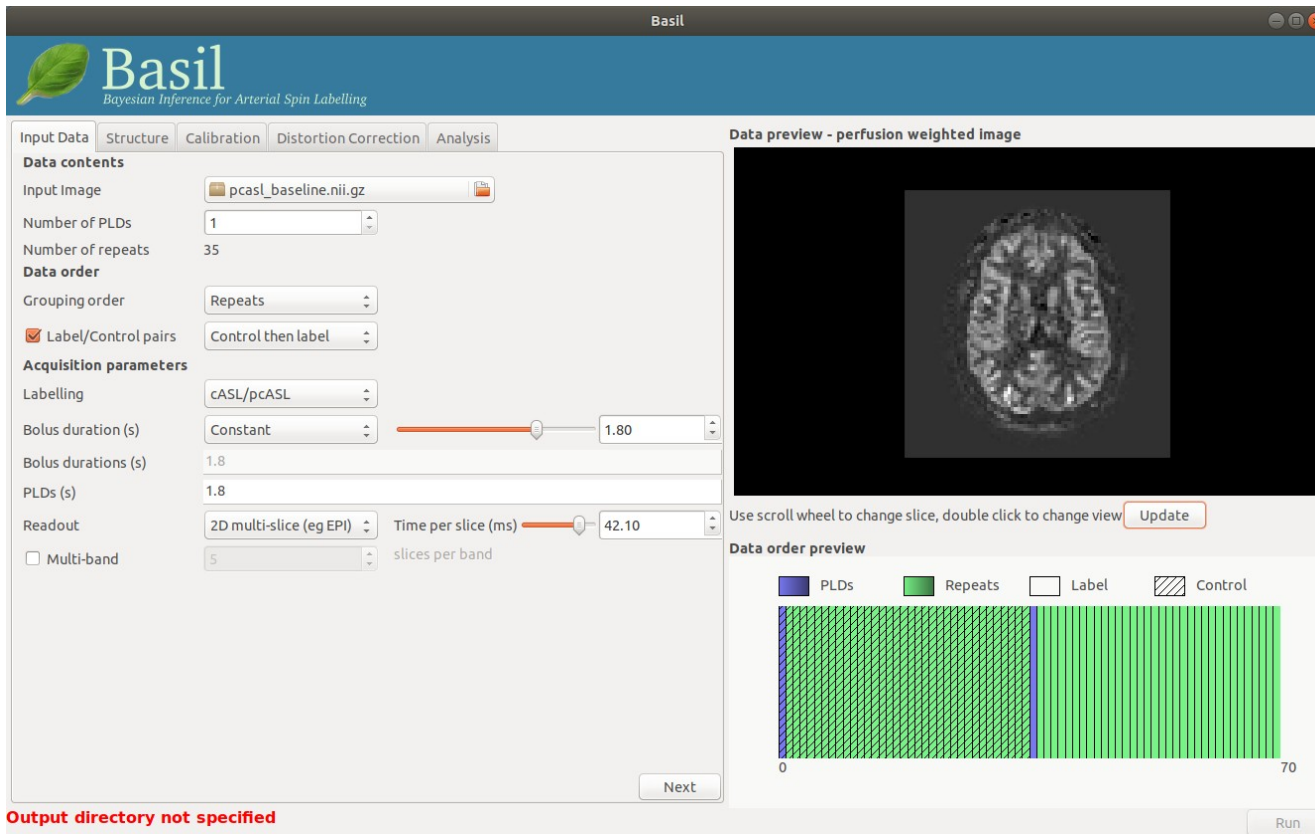 Basil
Basil
Bayesian Inference for Arterial Spin Labelling
Input Data Structure Calibration Distortion Correction Analysis
Data contents
Input Image pcasl_baseline.nii.gz
Number of PLDs 1
Number of repeats 35
Data order
Grouping order Repeats
Label/Control pairs Control then label
Acquisition parameters
Labelling cASL/pcASL
Bolus duration (s) Constant 1.80
Bolus durations (s) 1.8
PLDs (s) 1.8
Readout 2D multi-slice (eg EPI) Time per slice (ms) 42.10
Multi-band 5 slices per band
Next
Data preview - perfusion weighted image
Use scroll wheel to change slice, double click to change view Update
Data order preview
PLDs Repeats Label Control
0 70
Output directory not specified
Run